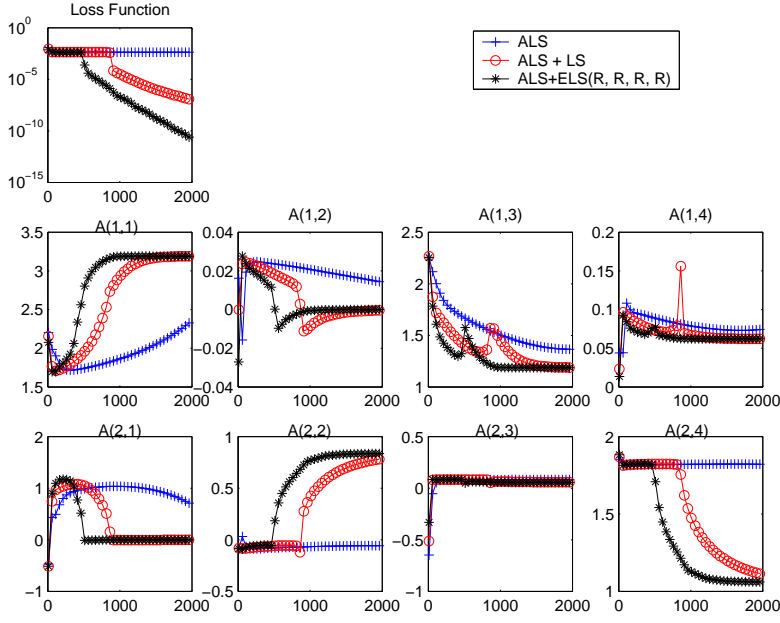 Loss Function
10^0
10^−5
10^−10
10^−15
0 1000 2000
ALS
ALS + LS
ALS+ELS(R, R, R, R)
A(1,1)
3.5
3
2.5
2
1.5
0 1000 2000
A(1,2)
0.04
0.02
0
−0.02
−0.04
0 1000 2000
A(1,3)
2.5
2
1.5
1
0 1000 2000
A(1,4)
0.2
0.15
0.1
0.05
0
0 1000 2000
A(2,1)
2
1
0
−1
0 1000 2000
A(2,2)
1
0.5
0
−0.5
0 1000 2000
A(2,3)
0.5
0
−0.5
−1
0 1000 2000
A(2,4)
2
1.5
1
0 1000 2000